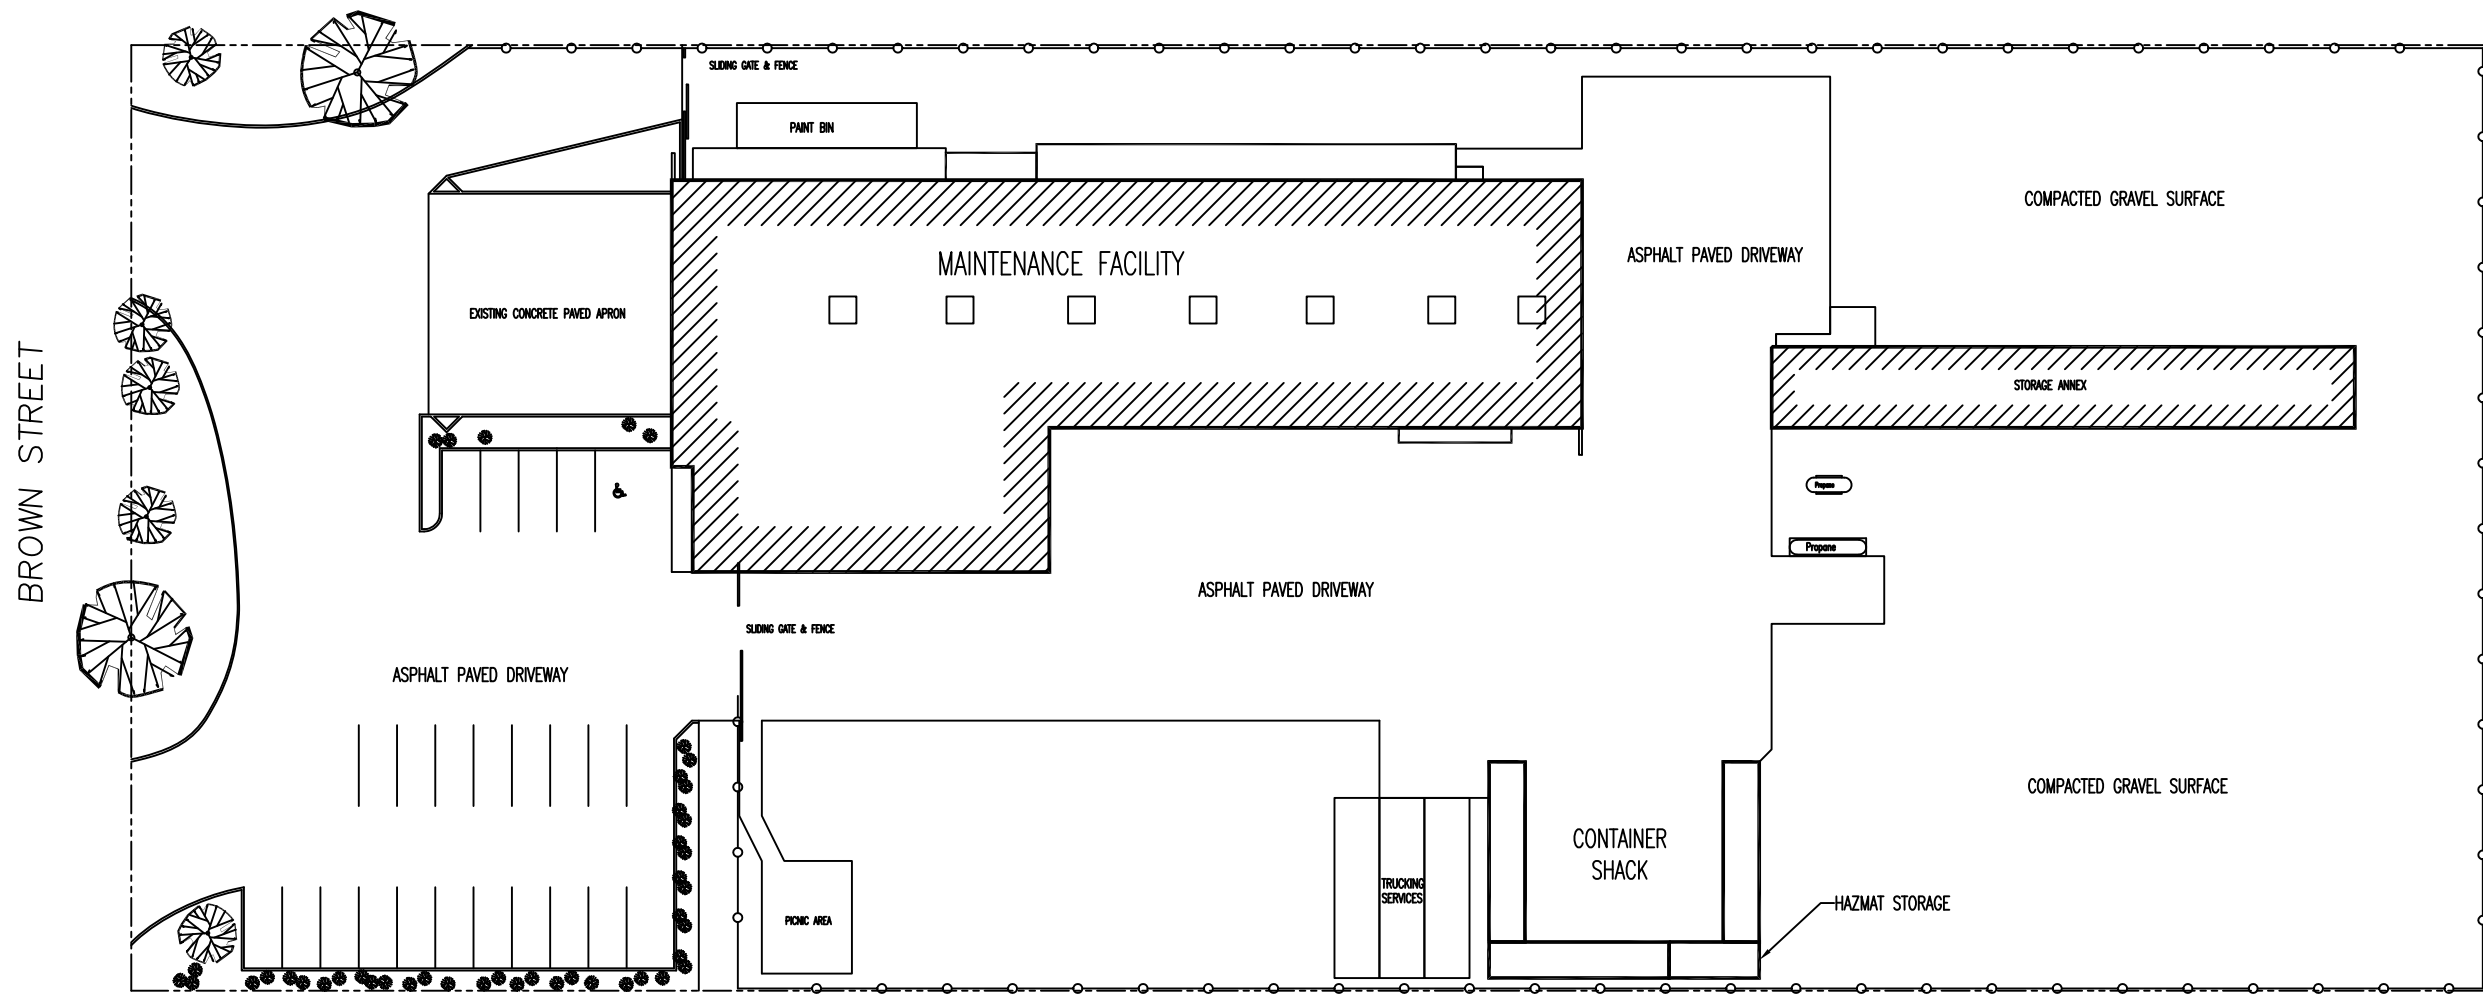 SLIDING GATE & FENCE
PAINT BIN
COMPACTED GRAVEL SURFACE
ASPHALT PAVED DRIVEWAY
MAINTENANCE FACILITY
EXISTING CONCRETE PAVED APRON
STORAGE ANNEX
BROWN STREET
Propane
Propane
ASPHALT PAVED DRIVEWAY
SLIDING GATE & FENCE
ASPHALT PAVED DRIVEWAY
COMPACTED GRAVEL SURFACE
CONTAINER
SHACK
TRUCKING
SERVICES
HAZMAT STORAGE
PICNIC AREA